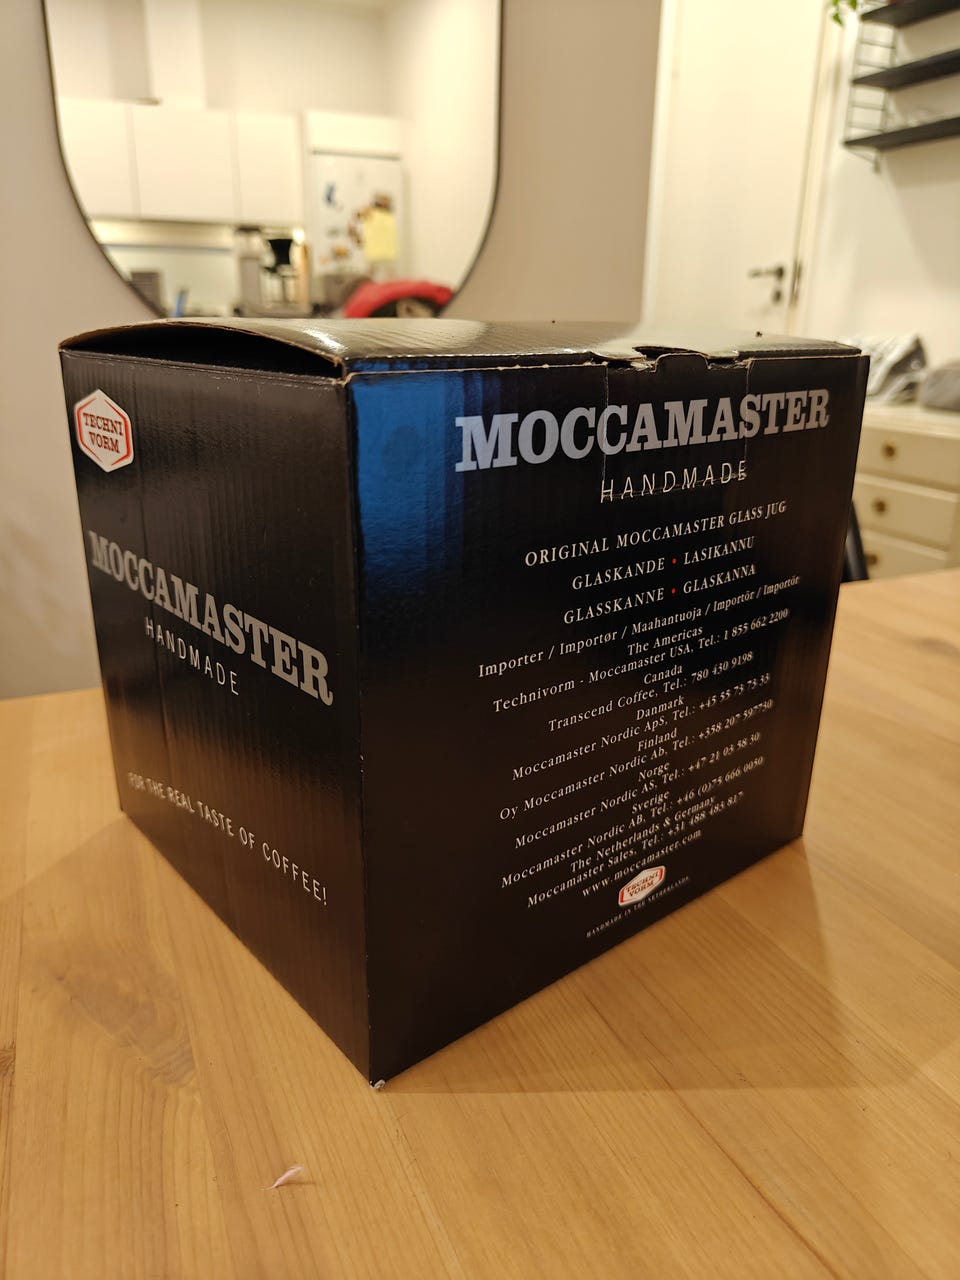 TECHNI
VORM
MOCCAMASTER
HANDMADE
FOR THE REAL TASTE OF COFFEE!
MOCCAMASTER
HANDMADE
ORIGINAL MOCCAMASTER GLASS JUG
GLASKANDE • LASIKANNU
GLASSKANNE • GLASKANNA
Importer / Importør / Maahantuoja / Importör / Importör
The Americas
Technivorm - Moccamaster USA, Tel.: 1 855 662 2200
Canada
Transcend Coffee, Tel.: 780 430 9198
Danmark
Moccamaster Nordic ApS, Tel.: +45 55 73 73 33
Finland
Oy Moccamaster Nordic Ab, Tel.: +358 207 597730
Norge
Moccamaster Nordic AS, Tel.: +47 21 03 58 30
Sverige
Moccamaster Nordic AB, Tel.: +46 (0)75 666 0050
The Netherlands & Germany
Moccamaster Sales, Tel.: +31 488 483 817
www.moccamaster.com
TECHNI
VORM
HANDMADE IN THE NETHERLANDS